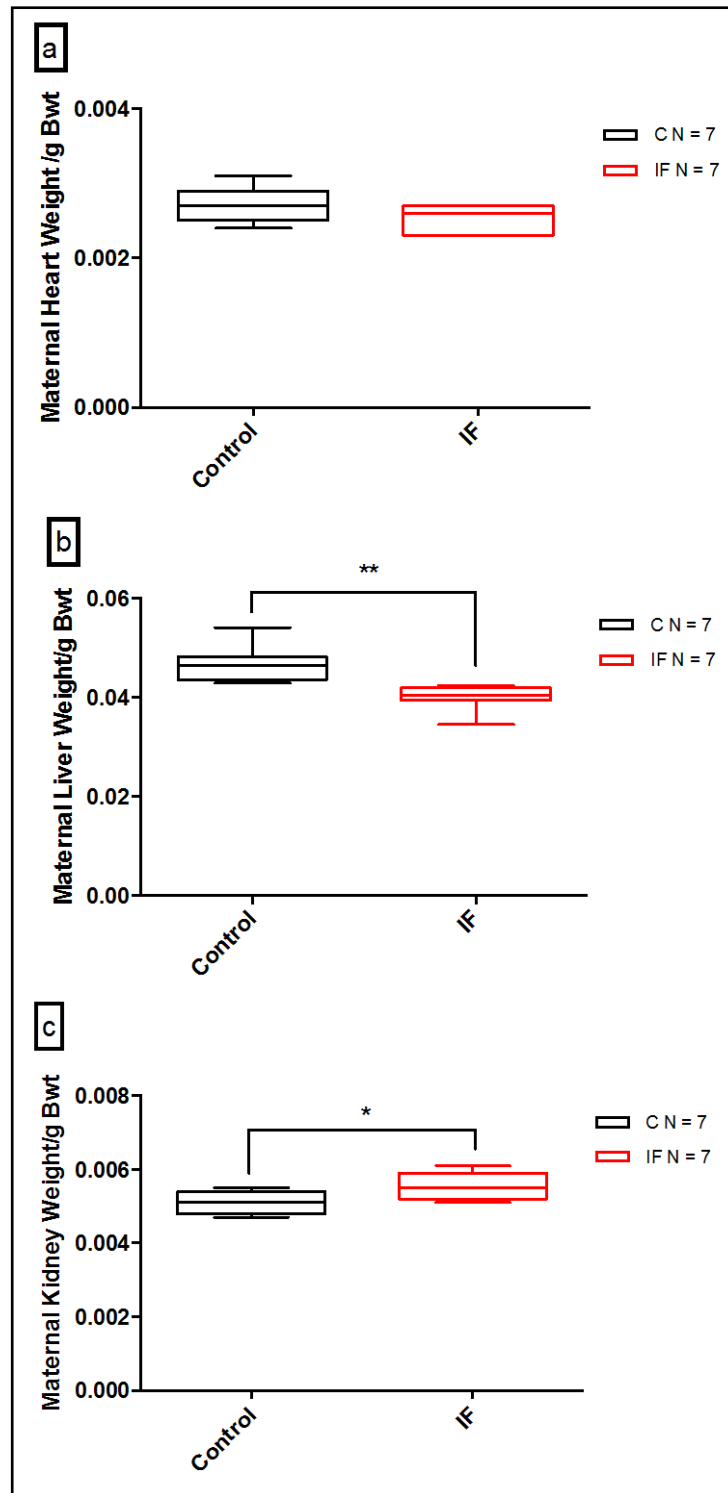 a
Maternal Heart Weight /g Bwt
0.004
0.002
0.000
C N = 7
IF N = 7
Control
IF
b
Maternal Liver Weight/g Bwt
**
0.06
0.04
0.02
0.00
C N = 7
IF N = 7
Control
IF
c
Maternal Kidney Weight/g Bwt
*
0.008
0.006
0.004
0.002
0.000
C N = 7
IF N = 7
Control
IF